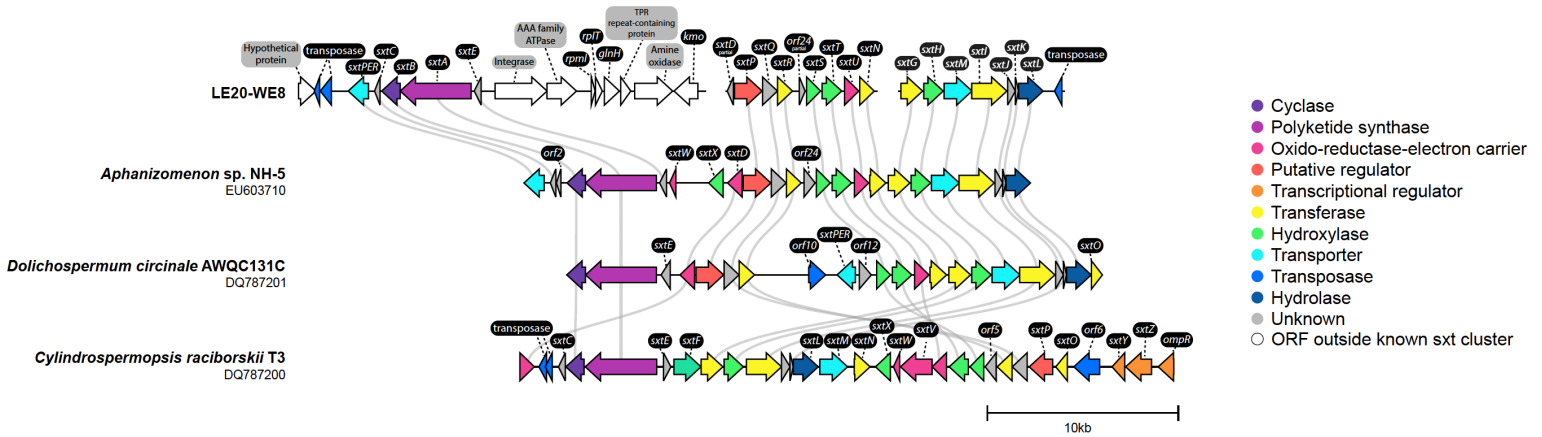 Hypothetical
protein
transposase
sxtPER
sxtC
sxtB
sxtA
sxtE
Integrase
AAA family
ATPase
rpmI
rplT
glnH
TPR
repeat-containing
protein
Amine
oxidase
kmo
sxtD
partial
sxtP
sxtQ
sxtR
orf24
partial
sxtS
sxtT
sxtU
sxtN
sxtG
sxtH
sxtM
sxtI
sxtJ
sxtK
sxtL
transposase
LE20-WE8
orf2
sxtW
sxtX
sxtD
orf24
Aphanizomenon sp. NH-5
EU603710
sxtE
orf10
sxtPER
orf12
sxtO
Dolichospermum circinale AWQC131C
DQ787201
transposase
sxtC
sxtE
sxtF
sxtL
sxtM
sxtN
sxtX
sxtW
sxtV
orf5
sxtP
sxtO
orf6
sxtY
sxtZ
ompR
Cylindrospermopsis raciborskii T3
DQ787200
10kb
Cyclase
Polyketide synthase
Oxido-reductase-electron carrier
Putative regulator
Transcriptional regulator
Transferase
Hydroxylase
Transporter
Transposase
Hydrolase
Unknown
ORF outside known sxt cluster